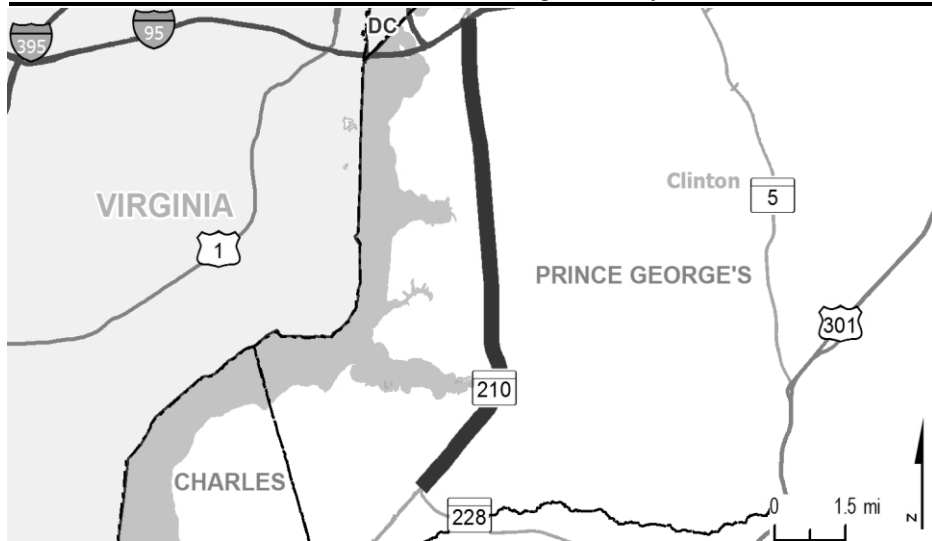 DC
95
395
Clinton
5
VIRGINIA
1
PRINCE GEORGE'S
301
210
CHARLES
0 1.5 mi
228
N